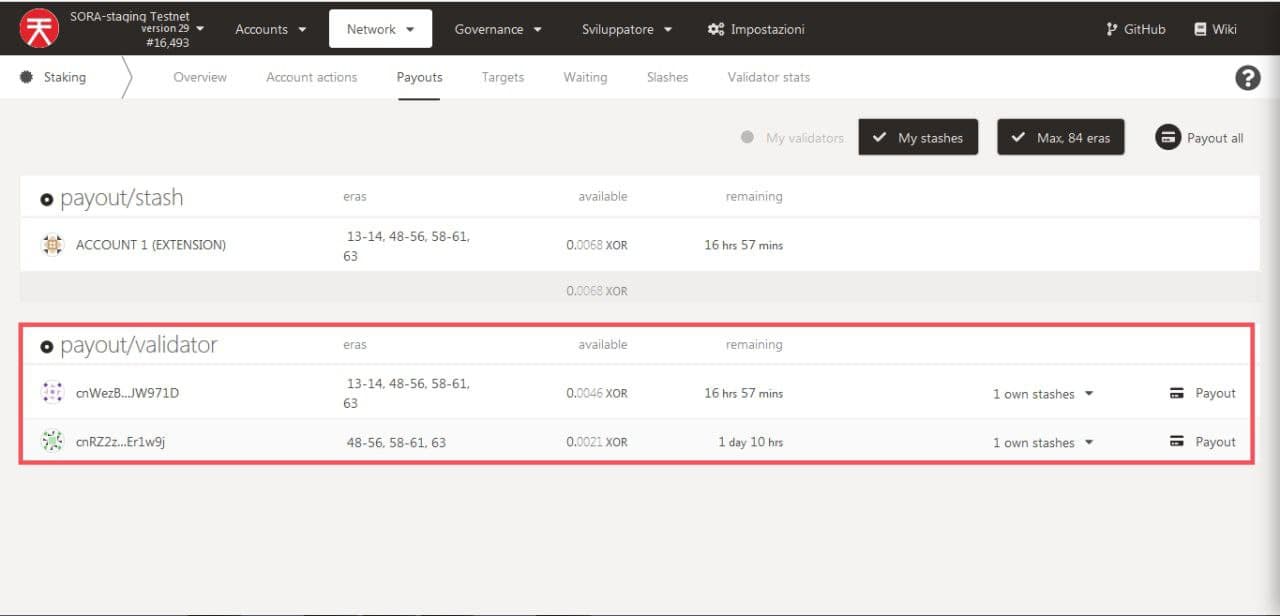 SORA-staging Testnet
version 29
#16,493
Accounts
Network
Governance
Sviluppatore
Impostazioni
GitHub
Wiki
Staking
Overview
Account actions
Payouts
Targets
Waiting
Slashes
Validator stats
?
My validators
My stashes
Max, 84 eras
Payout all
payout/stash eras available remaining
ACCOUNT 1 (EXTENSION) 13-14, 48-56, 58-61, 0.0068 XOR 16 hrs 57 mins
63
0.0068 XOR
payout/validator eras available remaining
cnWezB...JW971D 13-14, 48-56, 58-61, 0.0046 XOR 16 hrs 57 mins 1 own stashes Payout
63
cnRZ2z...Er1w9j 48-56, 58-61, 63 0.0021 XOR 1 day 10 hrs 1 own stashes Payout